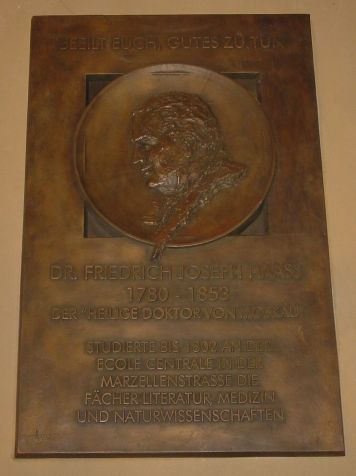 BEEILT EUCH, GUTES ZU TUN
DR. FRIEDRICH JOSEPH HAASS
1780 - 1853
DER "HEILIGE DOKTOR VON MOSKAU"
STUDIERTE BIS 1802 AN DER
ECOLE CENTRALE IN DER
MARZELLENSTRASSE DIE
FÄCHER LITERATUR, MEDIZIN
UND NATURWISSENSCHAFTEN